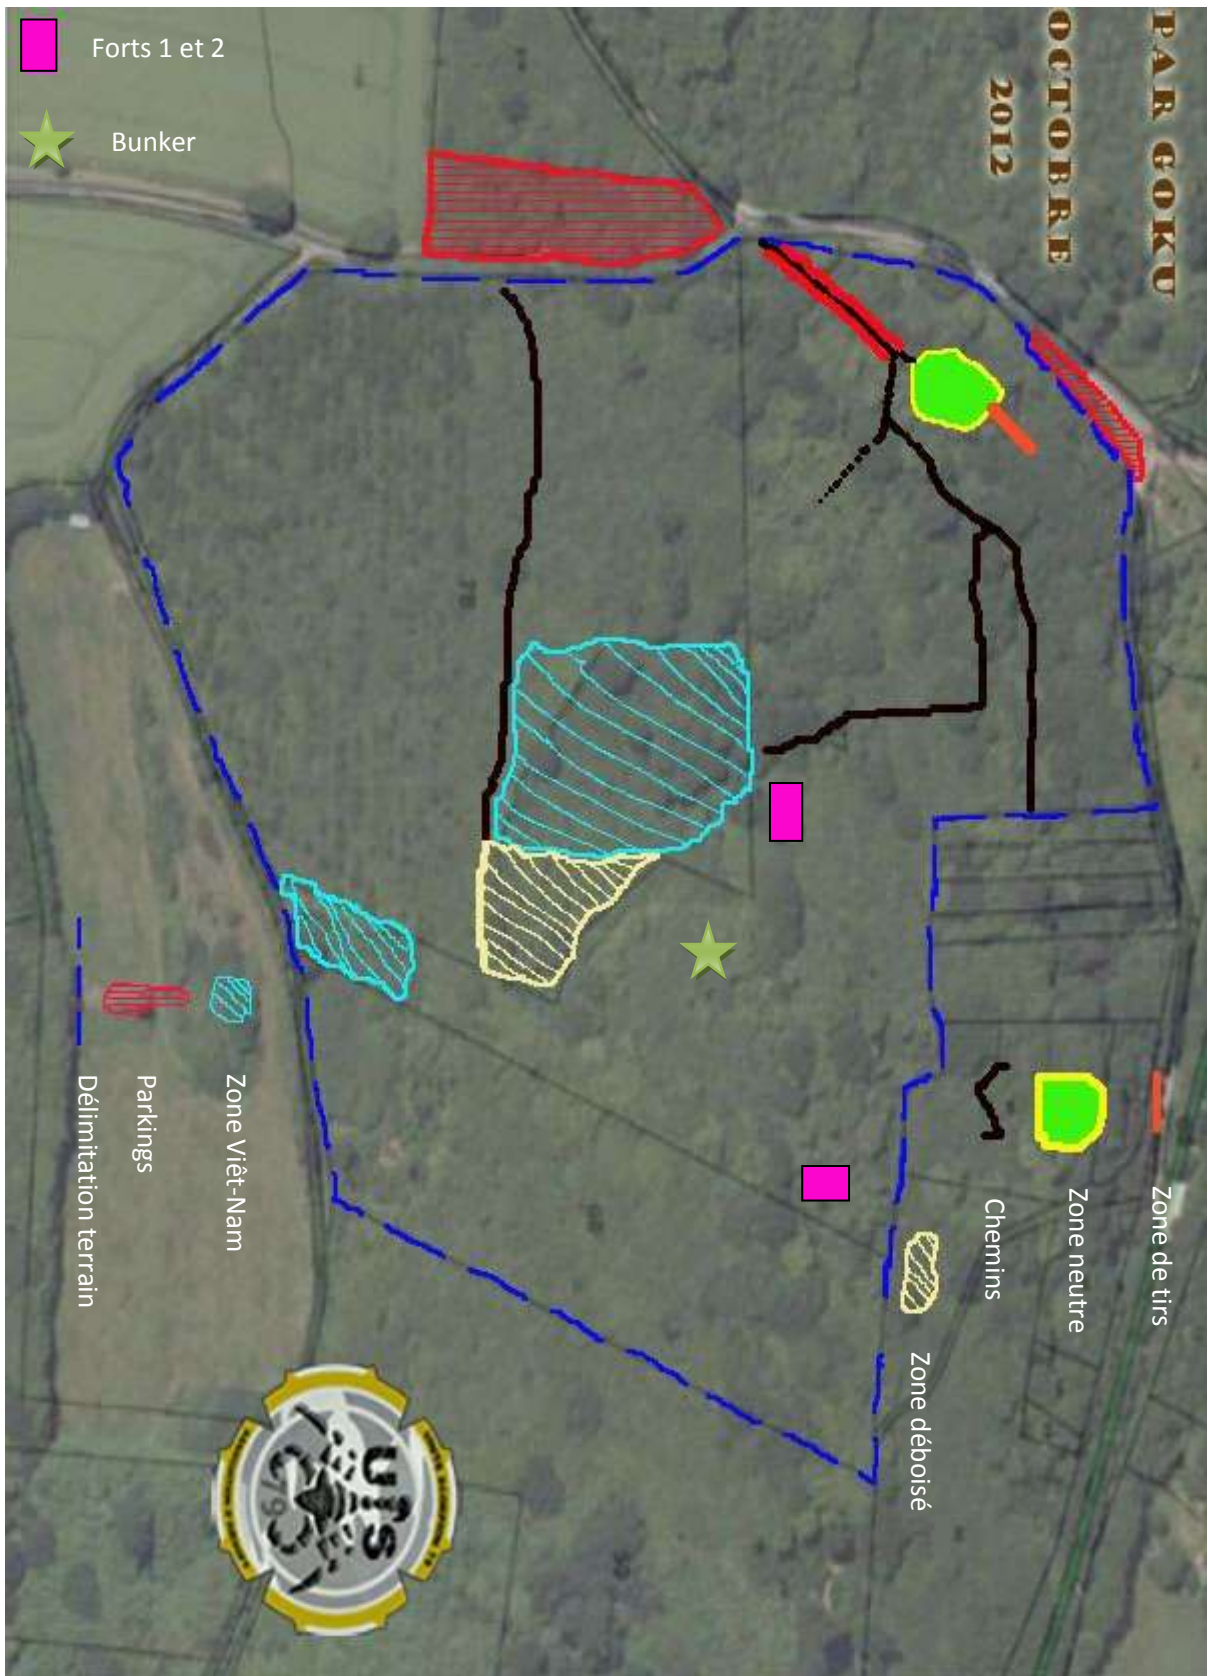 Forts 1 et 2
Bunker
PAR GOKU
OCTOBRE
2012
Zone de tirs
Zone neutre
Chemins
Zone déboisé
Zone Viêt-Nam
Parkings
Délimitation terrain